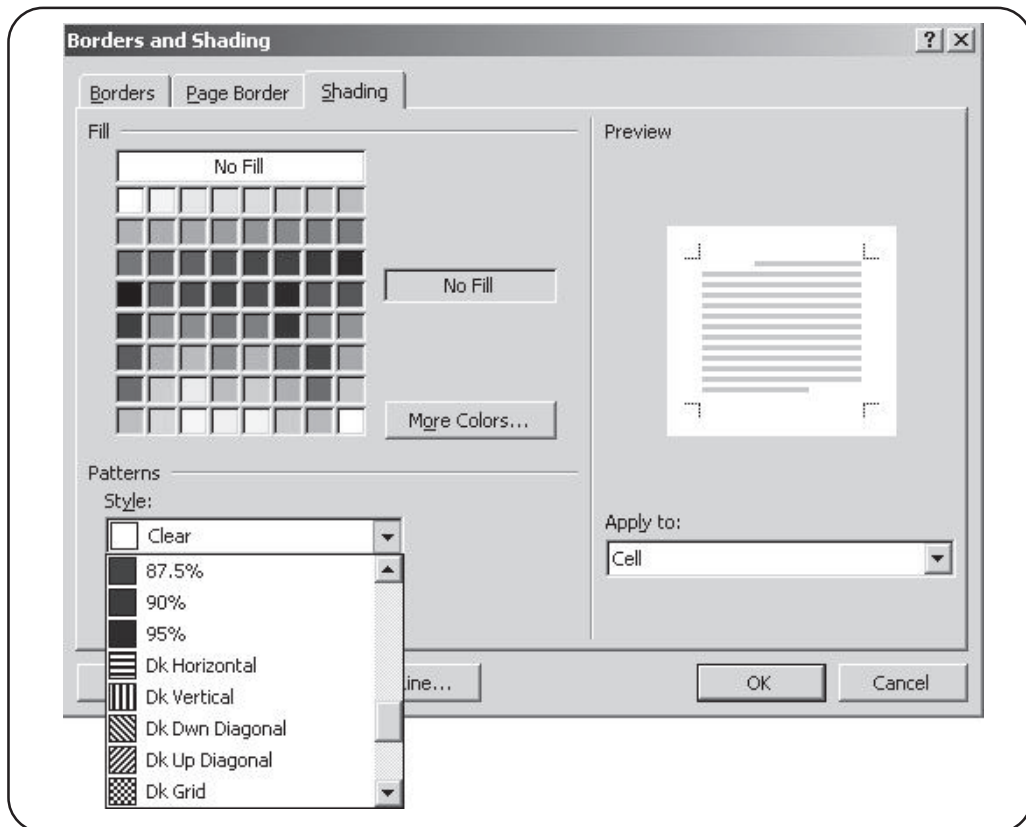 Borders and Shading
? X
Borders Page Border Shading
Fill
No Fill
No Fill
More Colors...
Preview
Patterns
Style:
Clear
87.5%
90%
95%
Dk Horizontal
Dk Vertical
Dk Dwn Diagonal
Dk Up Diagonal
Dk Grid
Apply to:
Cell
ine...
OK
Cancel